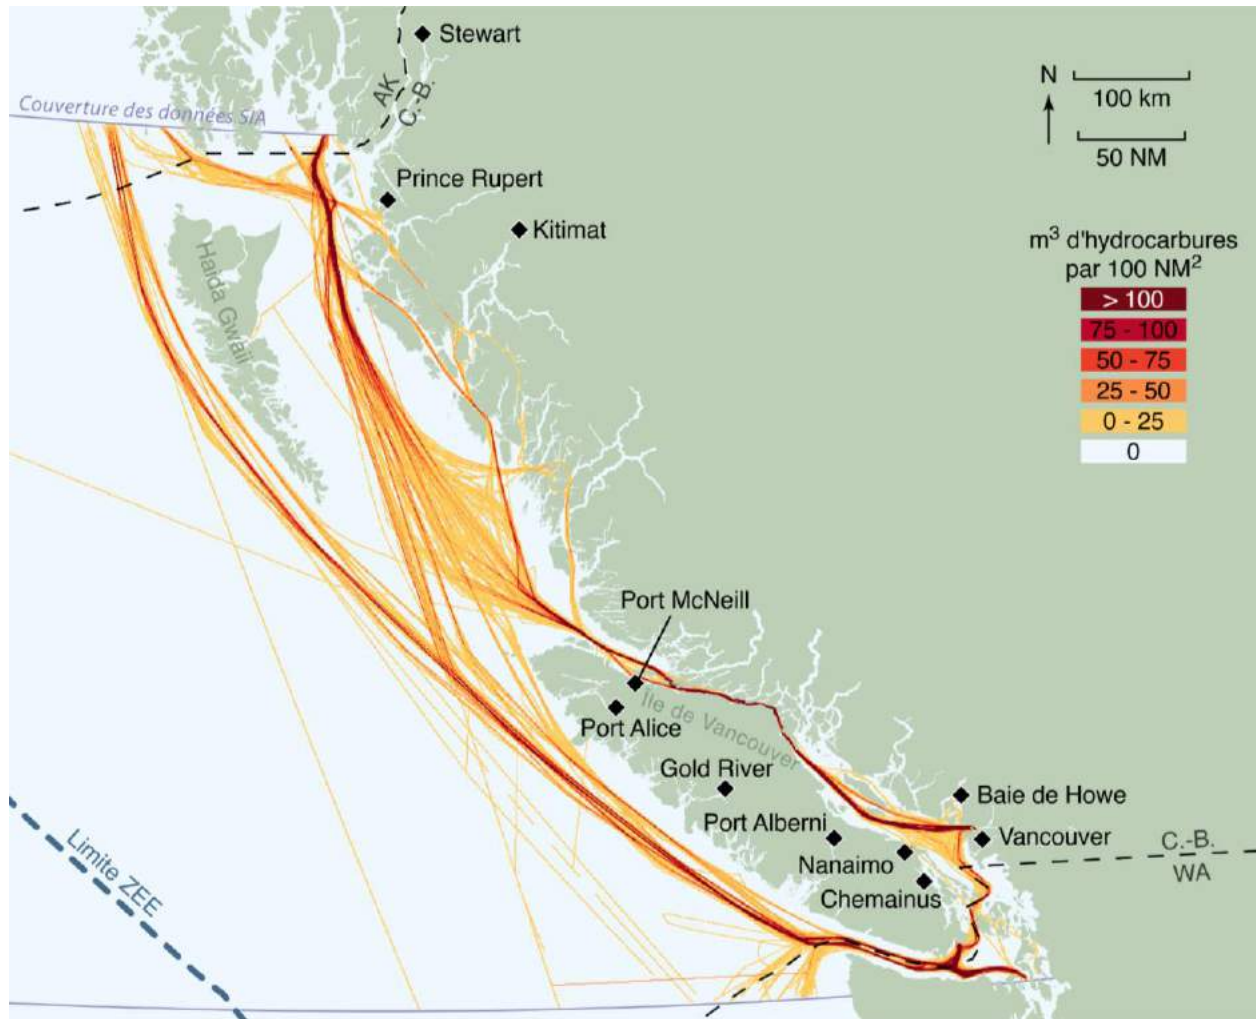 Stewart
AK
C.-B.
Couverture des données SIA
N
100 km
50 NM
Prince Rupert
Kitimat
Haida Gwaii
m³ d'hydrocarbures
par 100 NM²
> 100
75 - 100
50 - 75
25 - 50
0 - 25
0
Port McNeill
Île de Vancouver
Port Alice
Gold River
Baie de Howe
Port Alberni
Vancouver
Nanaimo
Chemainus
C.-B.
WA
Limite ZEE